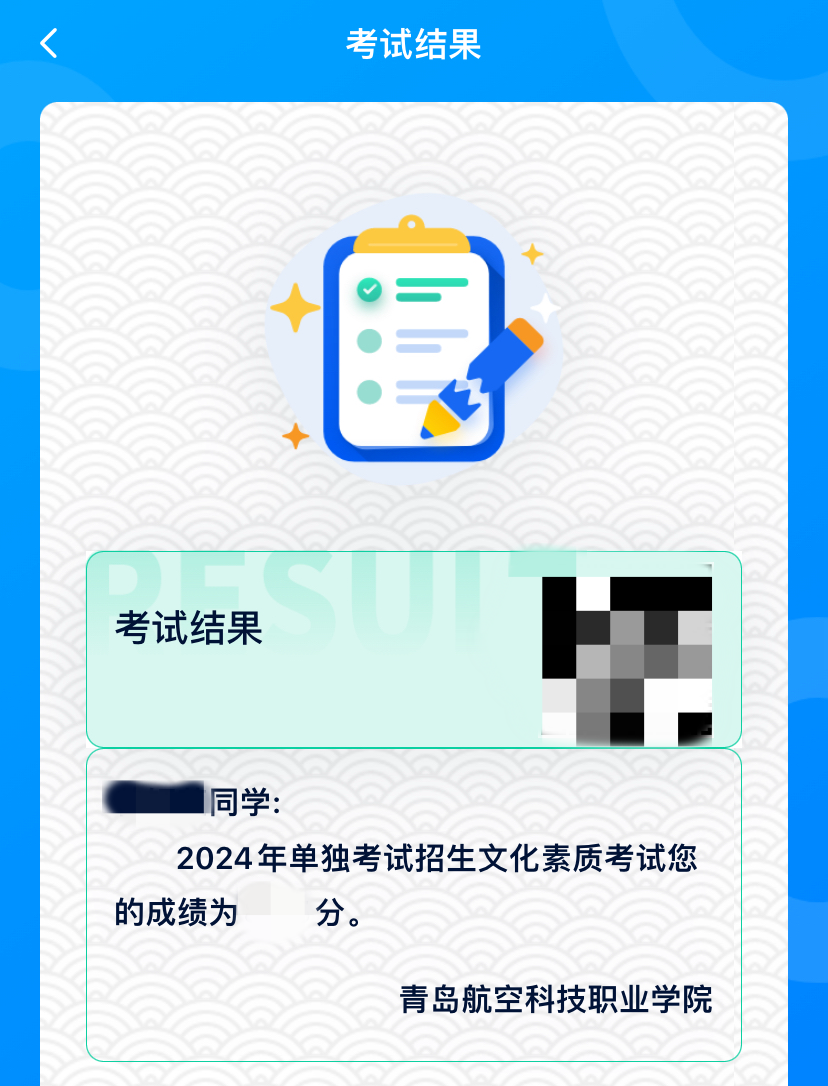 考试结果
RESULT
考试结果
同学:
2024年单独考试招生文化素质考试您
的成绩为 分。
青岛航空科技职业学院